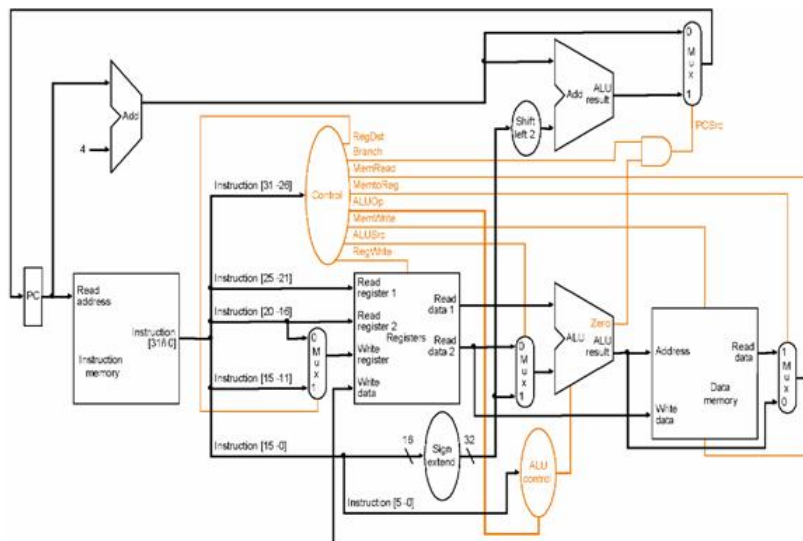 0
M
u
x
1
Add
ALU
result
Add
4
Shift
left 2
PCSrc
RegDst
Branch
MemRead
MemtoReg
ALUOp
MemWrite
ALUSrc
RegWrite
Control
Instruction [31-26]
Instruction [25-21]
Instruction [20-16]
Instruction [15-11]
Instruction [15-0]
Instruction [5-0]
PC
Read
address
Instruction
[316 0]
Instruction
memory
0
M
u
x
1
Read
register 1
Read
register 2
Write
register
Write
data
Registers
Read
data 1
Read
data 2
0
M
u
x
1
Zero
ALU
ALU
result
Address
Write
data
Read
data
Data
memory
1
M
u
x
0
16
Sign
extend
32
ALU
control